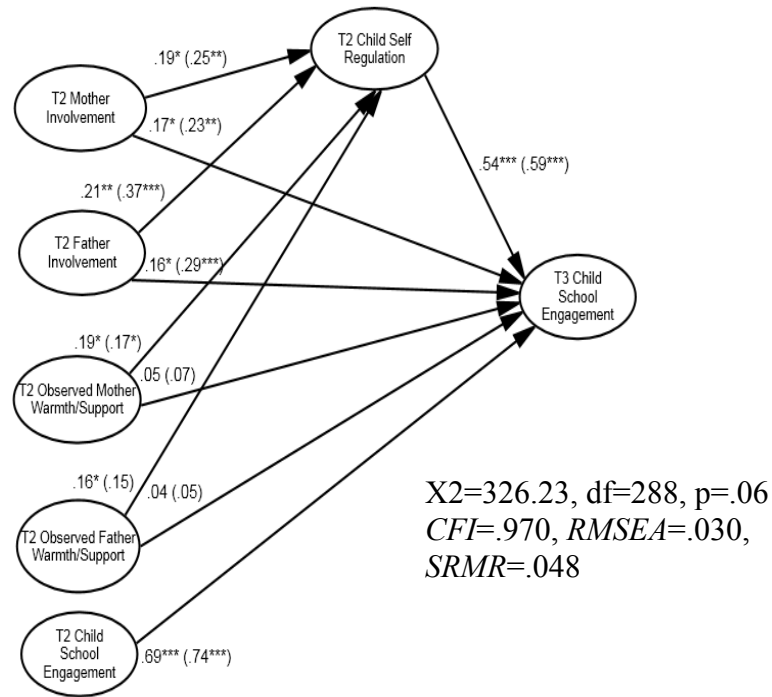 T2 Child Self
Regulation
.19* (.25**)
T2 Mother
Involvement
.17* (.23**)
.54*** (.59***)
.21** (.37***)
T2 Father
Involvement
.16* (.29***)
T3 Child
School
Engagement
.19* (.17*)
.05 (.07)
T2 Observed Mother
Warmth/Support
.16* (.15)
.04 (.05)
T2 Observed Father
Warmth/Support
X2=326.23, df=288, p=.06
CFI=.970, RMSEA=.030,
SRMR=.048
T2 Child
School
Engagement
.69*** (.74***)